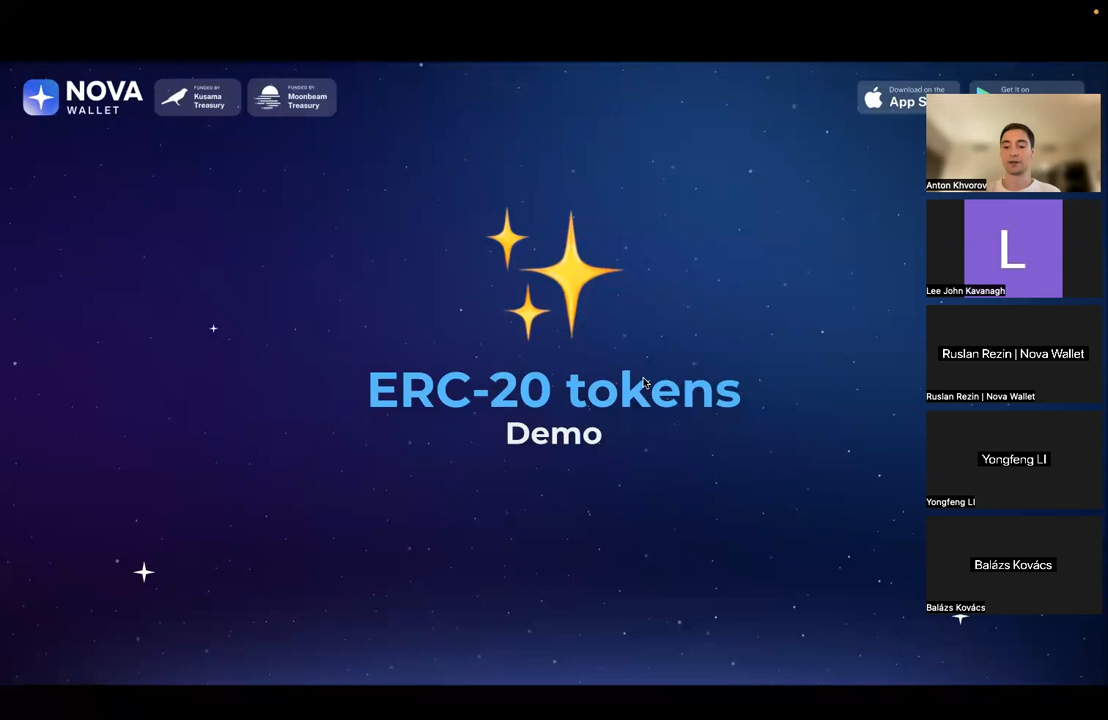 NOVA
WALLET
FUNDED BY
Kusama
Treasury
FUNDED BY
Moonbeam
Treasury
Download on the
App S
Get it on
Anton Khvorov
L
Lee John Kavanagh
Ruslan Rezin | Nova Wallet
Ruslan Rezin | Nova Wallet
Yongfeng LI
Yongfeng LI
Balázs Kovács
Balázs Kovács
ERC-20 tokens
Demo